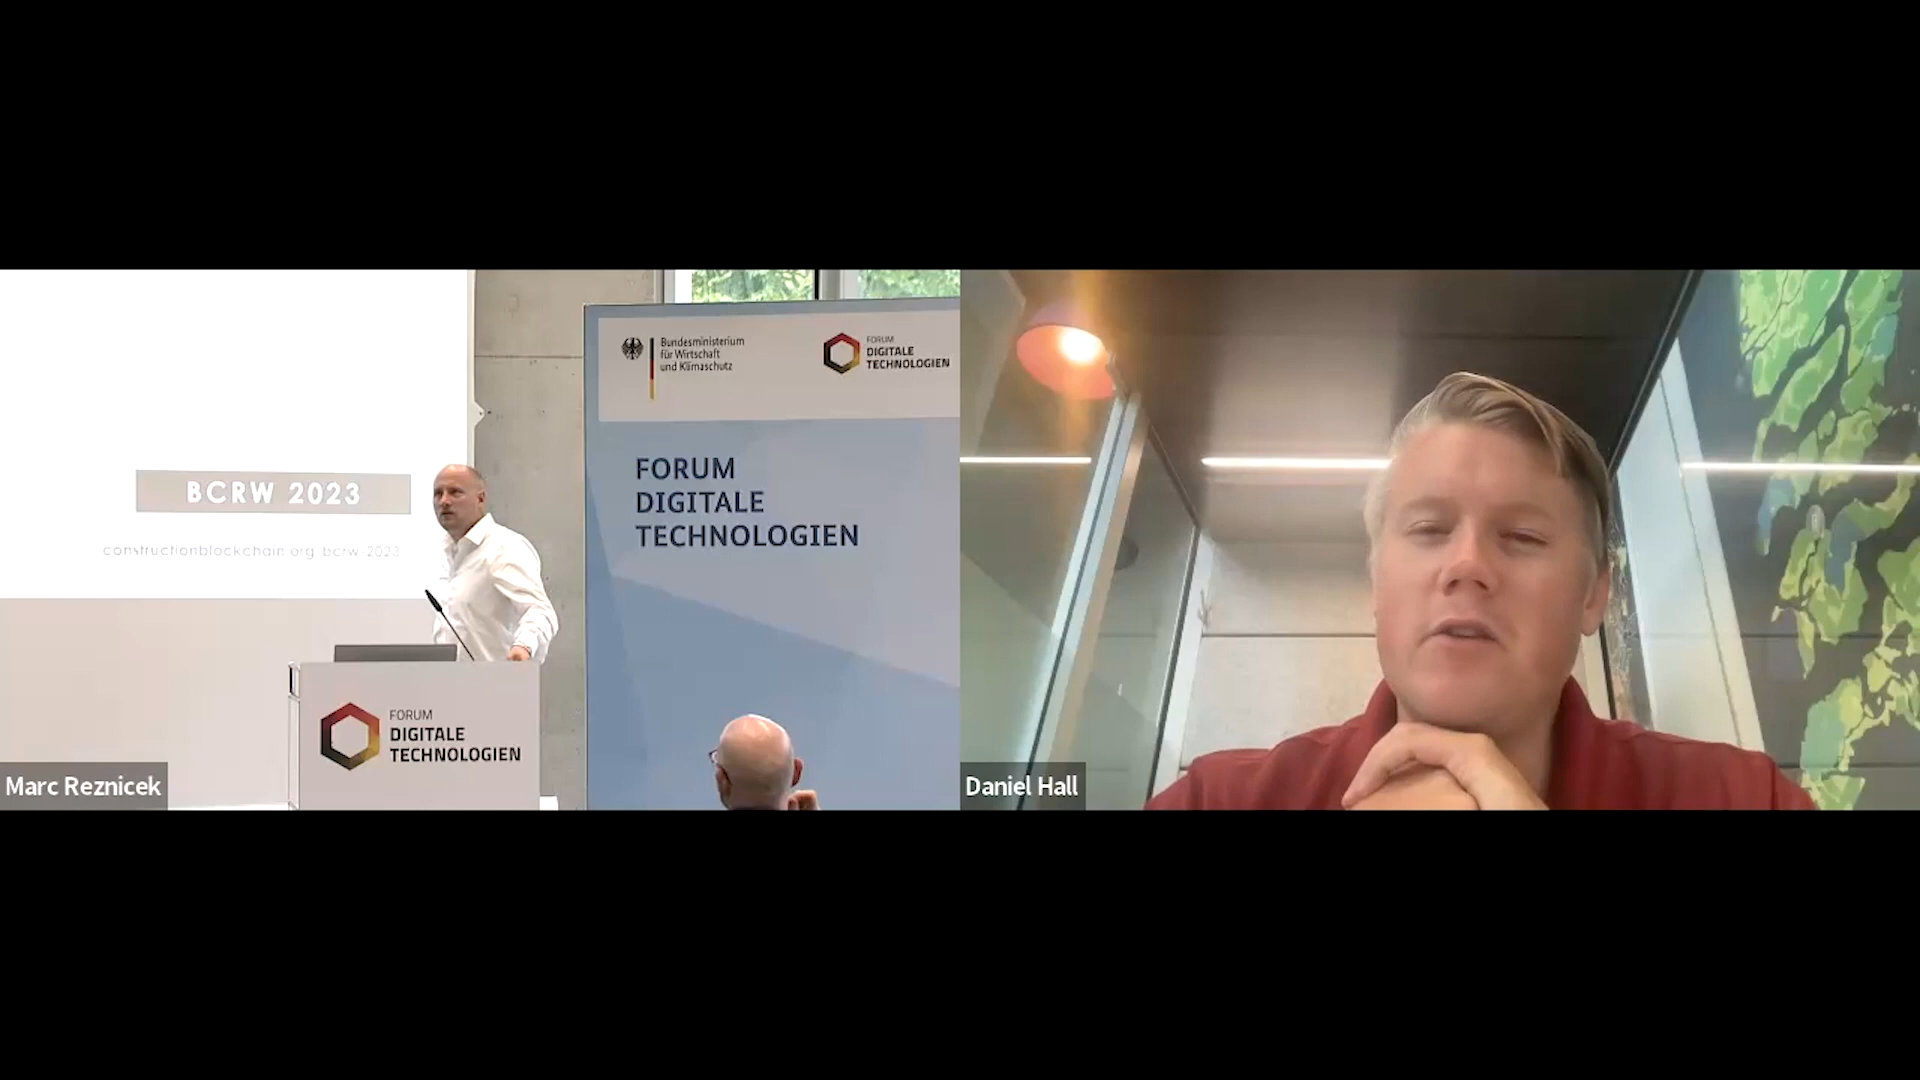 BCRW 2023
constructionblockchain.org/bcrw-2023
Bundesministerium
für Wirtschaft
und Klimaschutz
FORUM
DIGITALE
TECHNOLOGIEN
FORUM
DIGITALE
TECHNOLOGIEN
FORUM
DIGITALE
TECHNOLOGIEN
Marc Reznicek
Daniel Hall